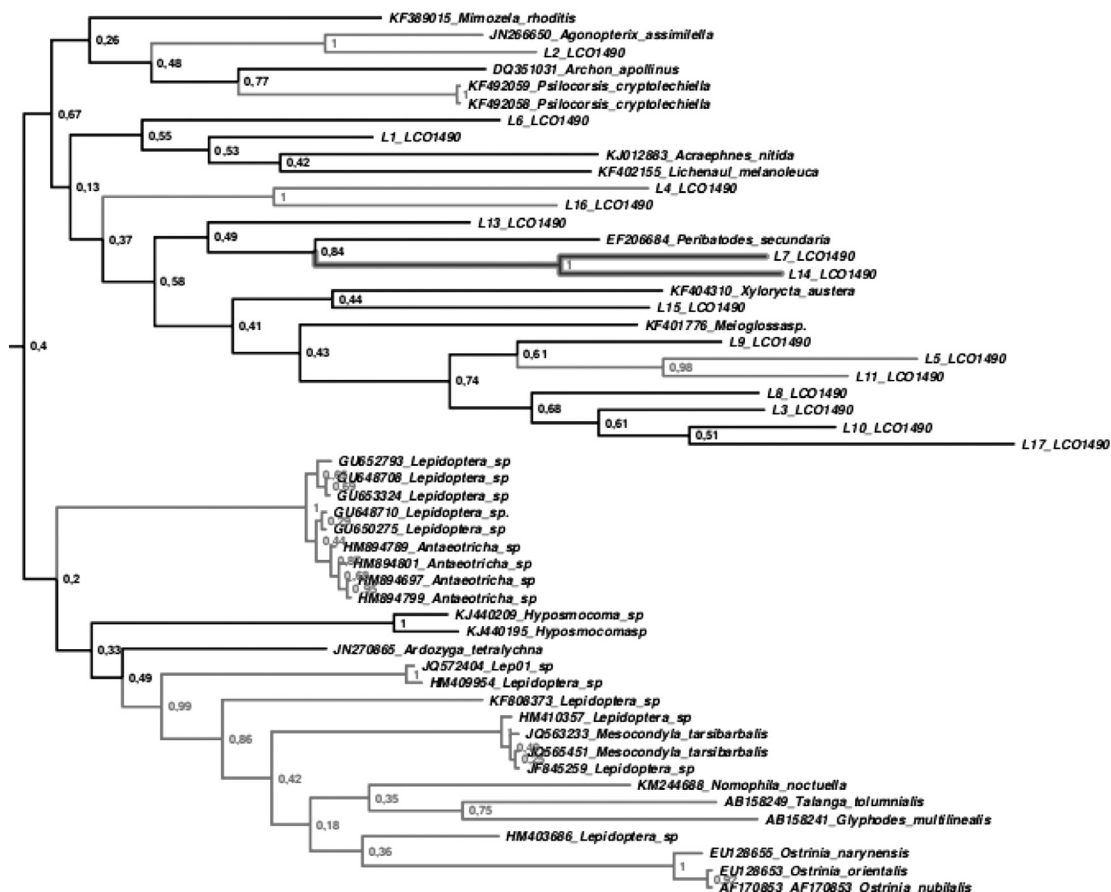 KF389015_Mimozela_rhoditis
JN266650_Agonopterix_assimilella
1
0,26
L2_LCO1490
0,48
DQ351031_Archon_apollinus
0,77
KF492059_Psilocorsis_cryptolechiella
1
KF492058_Psilocorsis_cryptolechiella
0,67
L6_LCO1490
0,55
L1_LCO1490
0,53
KJ012883_Acraephnes_nitida
0,42
KF402155_Lichenaul_melanoleuca
0,13
L4_LCO1490
1
L16_LCO1490
L13_LCO1490
0,37
0,49
EF206684_Peribatodes_secundaria
0,84
L7_LCO1490
1
L14_LCO1490
0,58
KF404310_Xylorycta_austera
0,44
L15_LCO1490
0,41
KF401776_Meioglossasp.
0,4
L9_LCO1490
0,43
0,61
L5_LCO1490
0,98
L11_LCO1490
0,74
L8_LCO1490
0,68
L3_LCO1490
0,61
L10_LCO1490
0,51
L17_LCO1490
GU652793_Lepidoptera_sp
GU648708_Lepidoptera_sp
GU653324_Lepidoptera_sp
1
GU648710_Lepidoptera_sp.
GU650275_Lepidoptera_sp
0,44
HM894789_Antaeotricha_sp
HM894801_Antaeotricha_sp
0,2
HM894697_Antaeotricha_sp
HM894799_Antaeotricha_sp
KJ440209_Hyposmocoma_sp
1
KJ440195_Hyposmocomasp
0,33
JN270865_Ardozyga_tetralychna
0,49
JQ572404_Lep01_sp
1
HM409954_Lepidoptera_sp
0,99
KF808373_Lepidoptera_sp
HM410357_Lepidoptera_sp
0,86
JQ563233_Mesocondyla_tarsibarbalis
JQ565451_Mesocondyla_tarsibarbalis
JF845259_Lepidoptera_sp
0,42
KM244688_Nomophila_noctuella
0,35
AB158249_Talanga_tolumnialis
0,75
AB158241_Glyphodes_multilinealis
0,18
HM403686_Lepidoptera_sp
0,36
EU128655_Ostrinia_narynensis
1
EU128653_Ostrinia_orientalis
AF170853_AF170853_Ostrinia_nubilalis